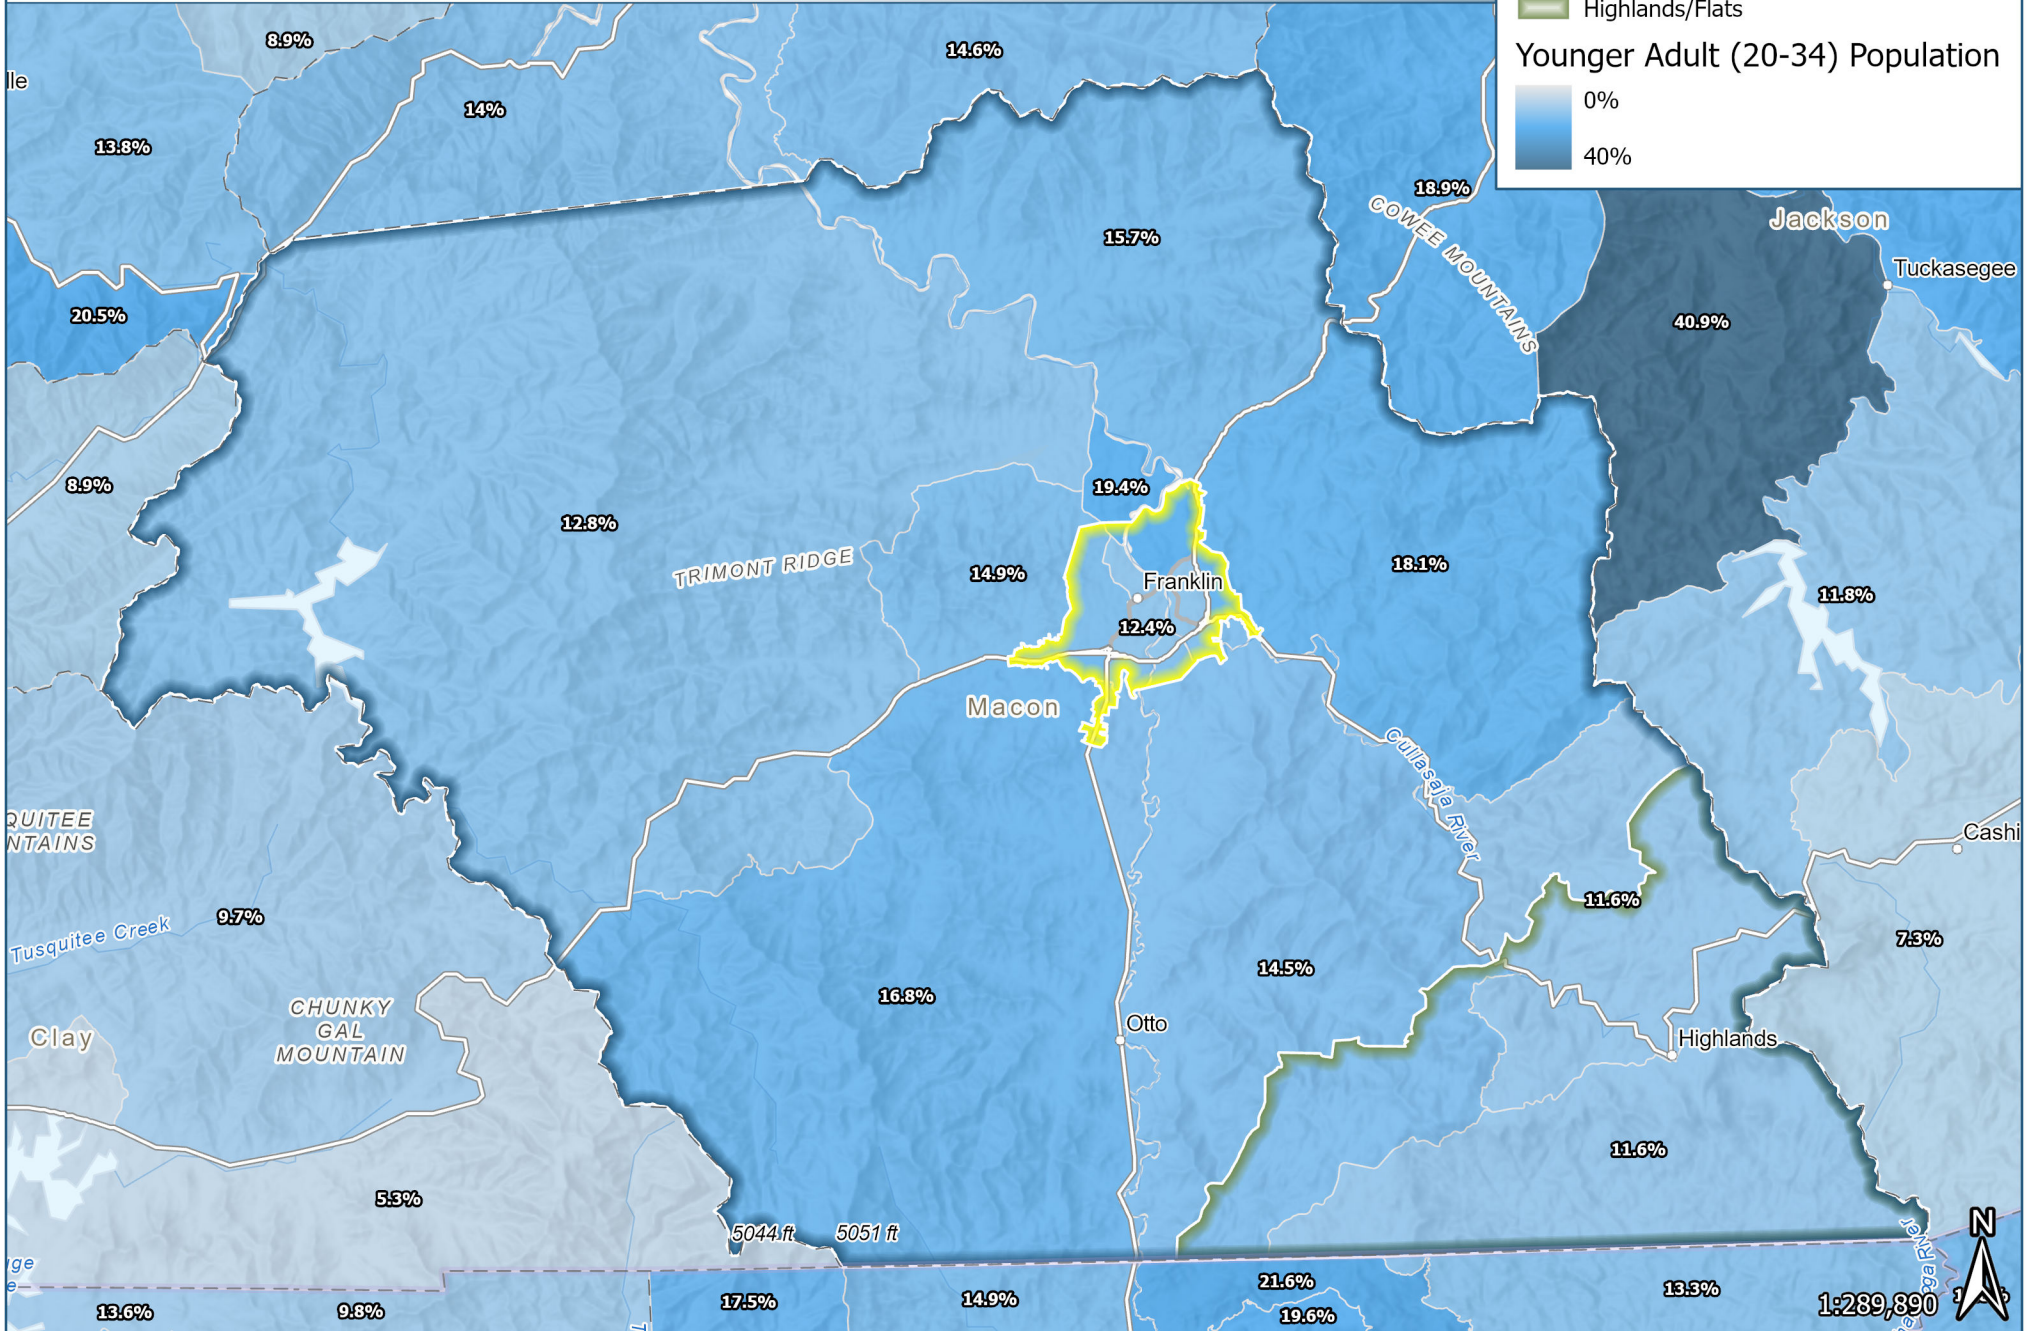 Highlands/Flats
Younger Adult (20-34) Population
0%
40%
8.9%
14.6%
lle
14%
13.8%
18.9%
COWEE MOUNTAINS
Jackson
15.7%
Tuckasegee
20.5%
40.9%
8.9%
19.4%
12.8%
TRIMONT RIDGE
14.9%
18.1%
Franklin
11.8%
12.4%
Macon
Cullasaja River
QUITEE
NTAINS
Cashi
11.6%
9.7%
Tusquitee Creek
7.3%
14.5%
16.8%
CHUNKY
GAL
MOUNTAIN
Clay
Otto
Highlands
11.6%
5.3%
5044 ft
5051 ft
N
ge
e
21.6%
13.3%
17.5%
14.9%
13.6%
9.8%
19.6%
1:289,890